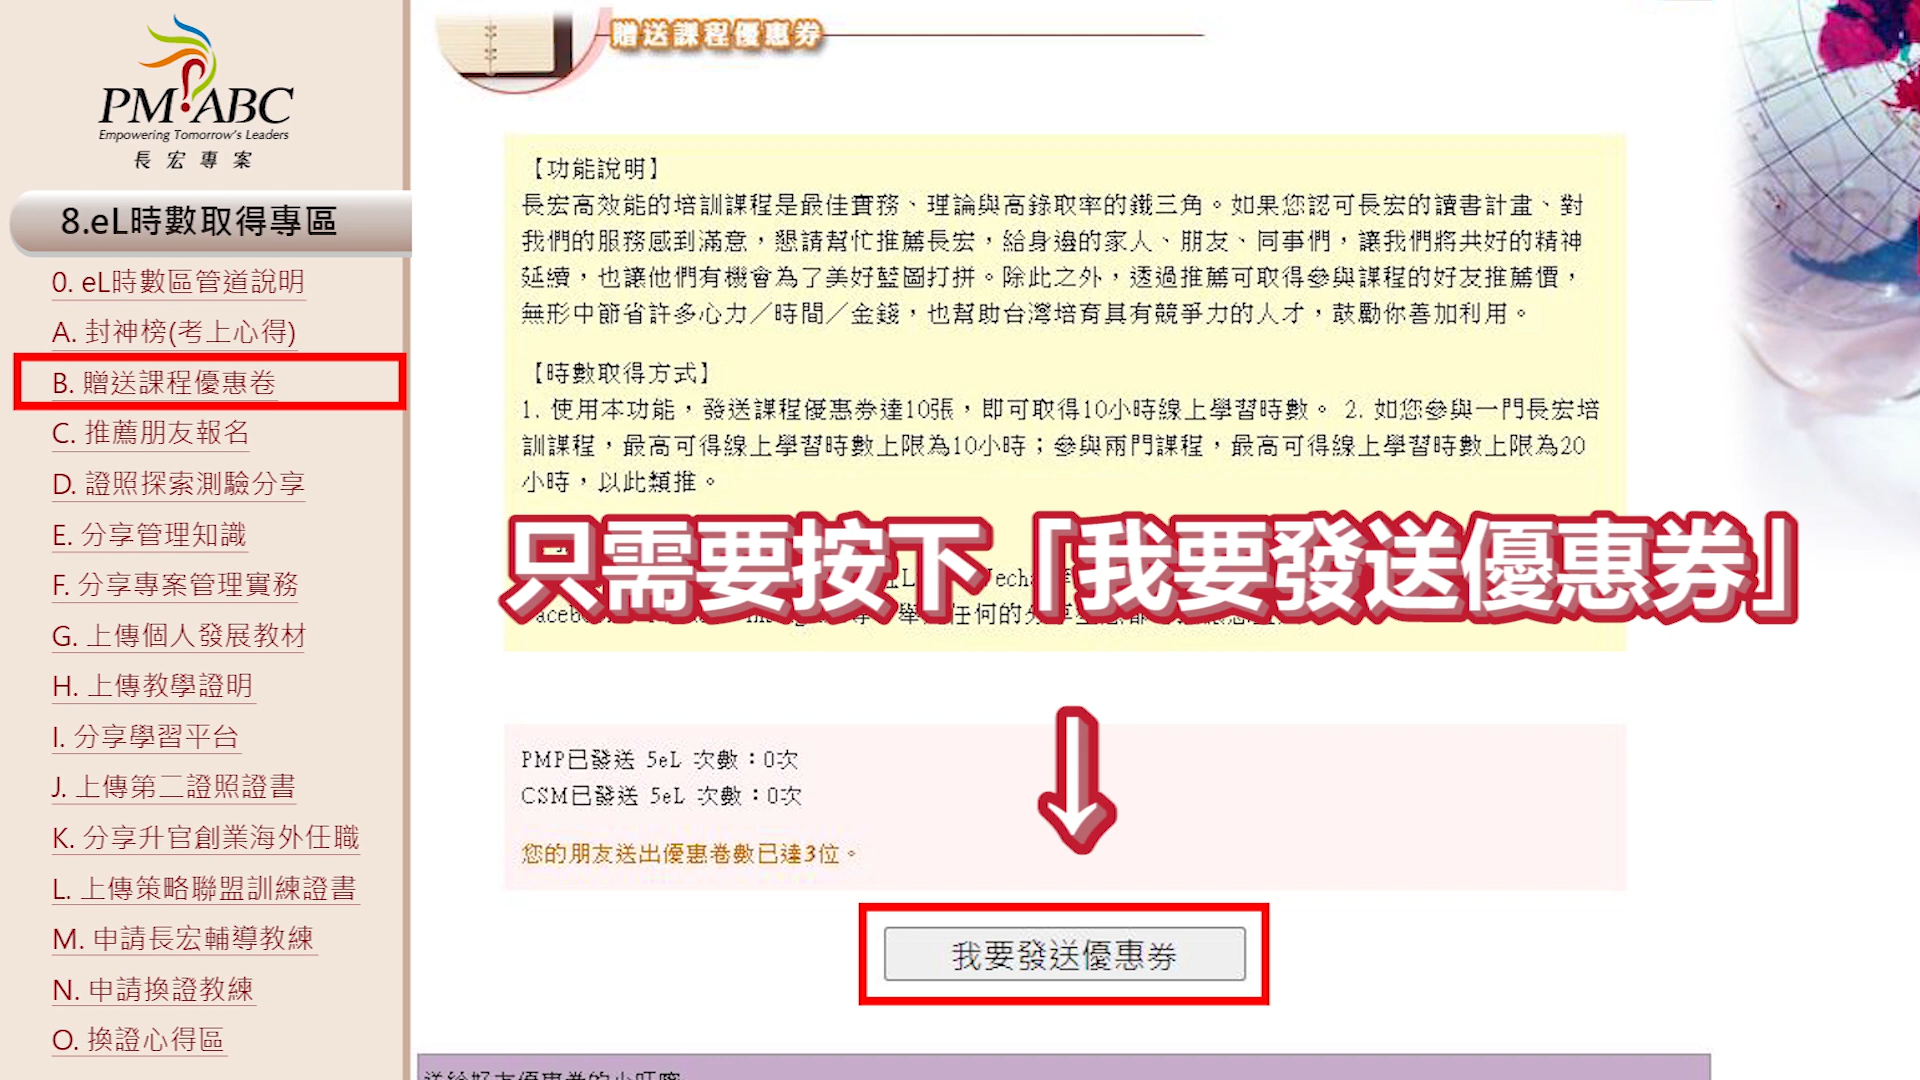 PM ABC
Empowering Tomorrow's Leaders
長宏專案
8.eL時數取得專區
0. eL時數區管道說明
A. 封神榜(考上心得)
B. 贈送課程優惠卷
C. 推薦朋友報名
D. 證照探索測驗分享
E. 分享管理知識
F. 分享專案管理實務
G. 上傳個人發展教材
H. 上傳教學證明
I. 分享學習平台
J. 上傳第二證照證書
K. 分享升官創業海外任職
L. 上傳策略聯盟訓練證書
M. 申請長宏輔導教練
N. 申請換證教練
O. 換證心得區
贈送課程優惠券
【功能說明】
長宏高效能的培訓課程是最佳實務、理論與高錄取率的鐵三角。如果您認可長宏的讀書計畫、對
我們的服務感到滿意，懇請幫忙推薦長宏，給身邊的家人、朋友、同事們，讓我們將共好的精神
延續，也讓他們有機會為了美好藍圖打拼。除此之外，透過推薦可取得參與課程的好友推薦價，
無形中節省許多心力／時間／金錢，也幫助台灣培育具有競爭力的人才，鼓勵你善加利用。
【時數取得方式】
1. 使用本功能，發送課程優惠券達10張，即可取得10小時線上學習時數。 2. 如您參與一門長宏培
訓課程，最高可得線上學習時數上限為10小時；參與兩門課程，最高可得線上學習時數上限為20
小時，以此類推。
只需要按下「我要發送優惠券」
PMP已發送 5eL 次數：0次
CSM已發送 5eL 次數：0次
您的朋友送出優惠卷數已達3位。
我要發送優惠券